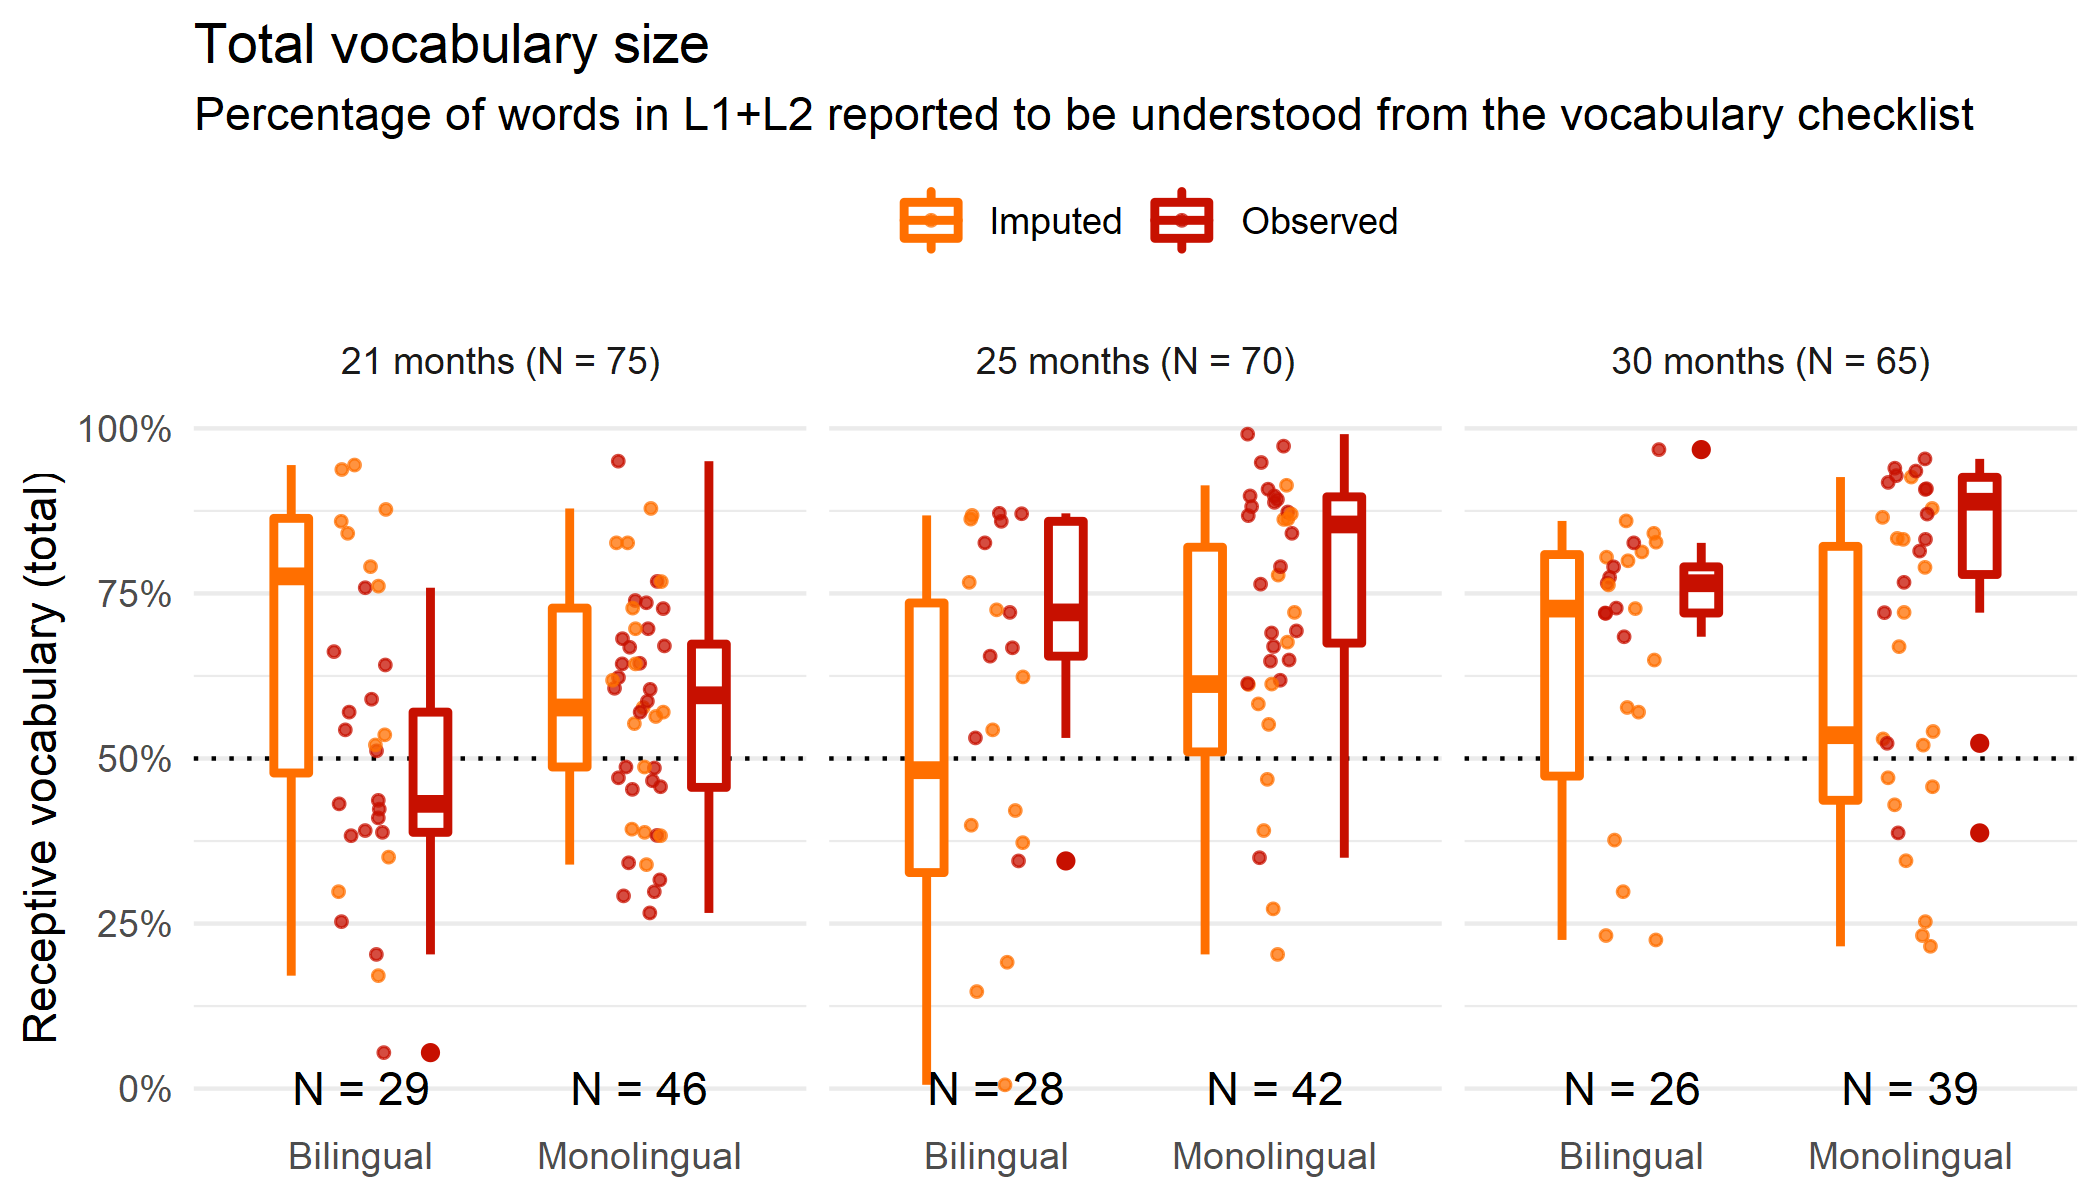 Total vocabulary size
Percentage of words in L1+L2 reported to be understood from the vocabulary checklist
Imputed Observed
21 months (N = 75) 25 months (N = 70) 30 months (N = 65)
Receptive vocabulary (total)
100%
75%
50%
25%
0%
N = 29 N = 46 N = 28 N = 42 N = 26 N = 39
Bilingual Monolingual Bilingual Monolingual Bilingual Monolingual